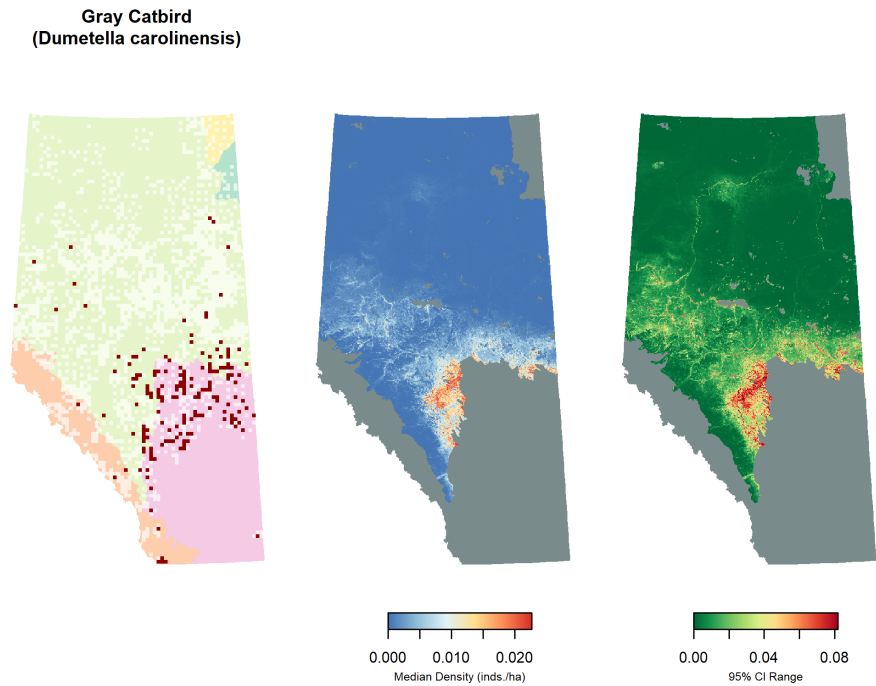 Gray Catbird
(Dumetella carolinensis)
0.000 0.010 0.020
Median Density (inds./ha)
0.00 0.04 0.08
95% CI Range